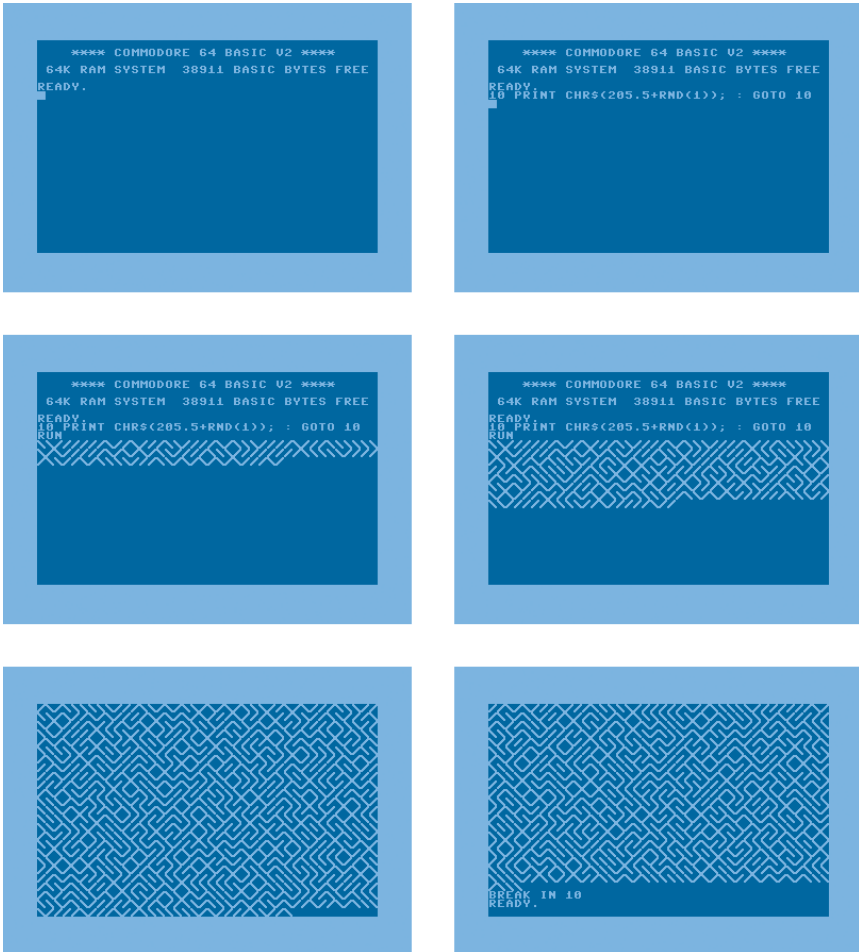 **** COMMODORE 64 BASIC V2 ****
64K RAM SYSTEM 38911 BASIC BYTES FREE
READY.
**** COMMODORE 64 BASIC V2 ****
64K RAM SYSTEM 38911 BASIC BYTES FREE
READY.
10 PRINT CHR$(205.5+RND(1)); : GOTO 10
**** COMMODORE 64 BASIC V2 ****
64K RAM SYSTEM 38911 BASIC BYTES FREE
READY.
10 PRINT CHR$(205.5+RND(1)); : GOTO 10
RUN
**** COMMODORE 64 BASIC V2 ****
64K RAM SYSTEM 38911 BASIC BYTES FREE
READY.
10 PRINT CHR$(205.5+RND(1)); : GOTO 10
RUN
BREAK IN 10
READY.